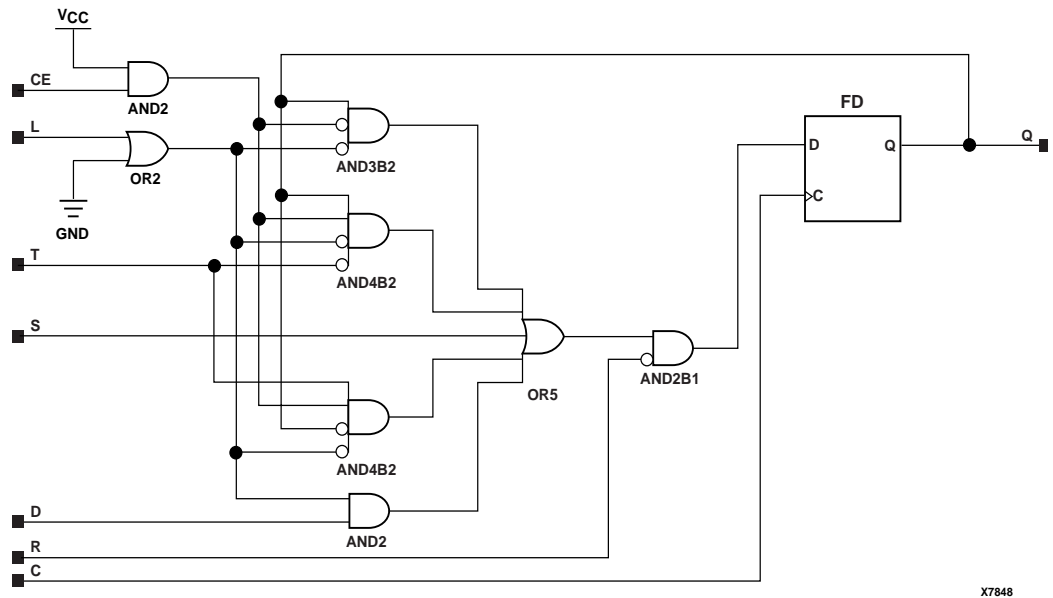 VCC
CE
AND2
L
OR2
GND
AND3B2
T
AND4B2
S
OR5
AND2B1
FD
D
Q
C
Q
AND4B2
D
AND2
R
C
X7848